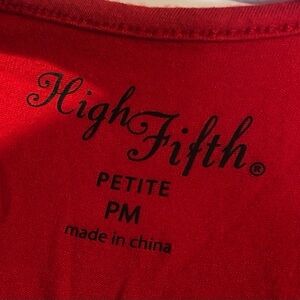 High
Fifth®
PETITE
PM
made in china